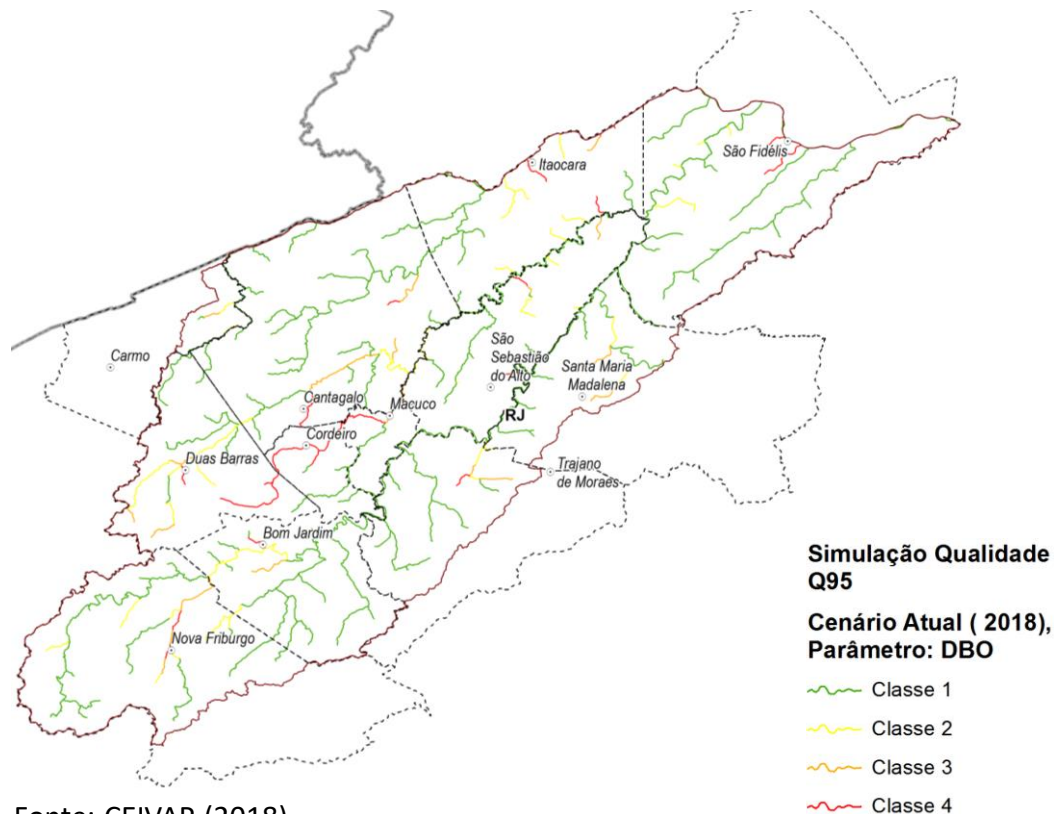 Itaocara
São Fidélis
São
Sebastião
do Alto
Santa Maria
Madalena
Carmo
Cantagalo
Macuco
RJ
Cordeiro
Duas Barras
Trajano
de Moraes
Bom Jardim
Nova Friburgo
Simulação Qualidade
Q95
Cenário Atual ( 2018),
Parâmetro: DBO
Classe 1
Classe 2
Classe 3
Classe 4
Fonte: CEIVAP (2018)